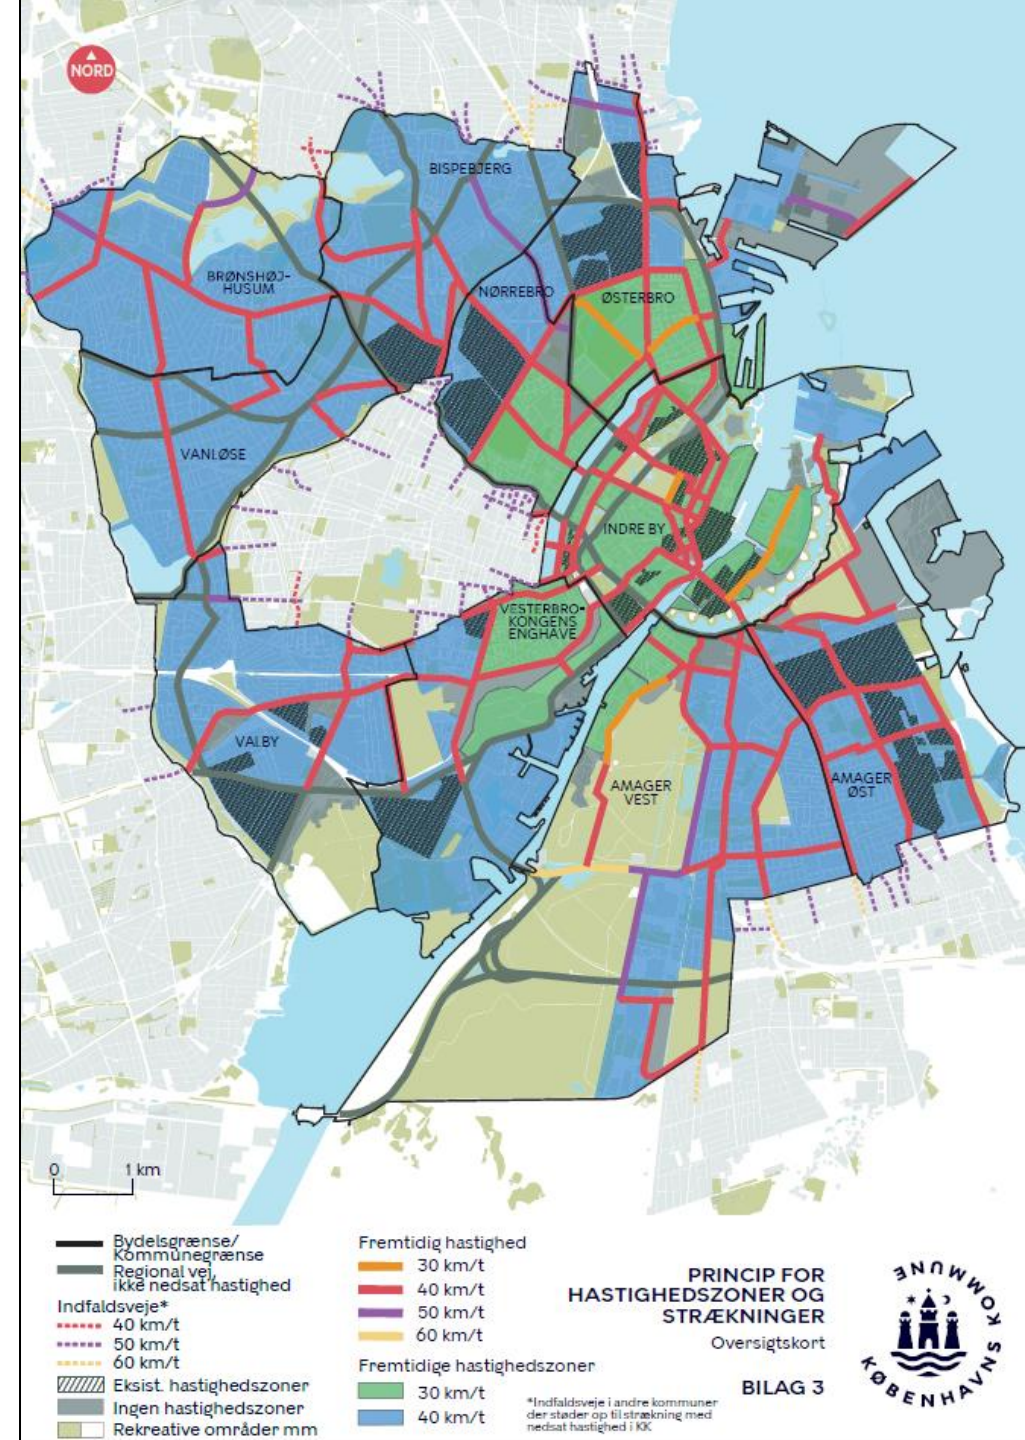 NORD
BISPEBJERG
BRØNSHØJ-
HUSUM
NØRREBRO
ØSTERBRO
VANLØSE
INDRE BY
VESTERBRO-
KONGENS
ENGHAVE
VALBY
AMAGER
VEST
AMAGER
ØST
0 1 km
Bydelsgrænse/
Kommunegrænse
Regional vej,
ikke nedsat hastighed
Indfaldsveje*
40 km/t
50 km/t
60 km/t
Eksist. hastighedszoner
Ingen hastighedszoner
Rekreative områder mm
Fremtidig hastighed
30 km/t
40 km/t
50 km/t
60 km/t
Fremtidige hastighedszoner
30 km/t
40 km/t
*Indfaldsveje i andre kommuner
der støder op til strækning med
nedsat hastighed i KK
PRINCIP FOR
HASTIGHEDSZONER OG
STRÆKNINGER
Oversigtskort
BILAG 3
KØBENHAVNS KOMMUNE